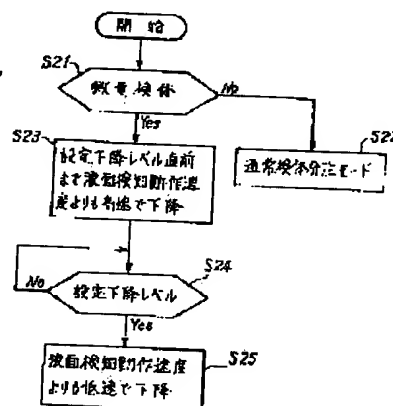 開始
S21
微量検体
No
Yes
S22
通常検体分注モード
S23
設定下降レベル直前
まで液面検知動作速
度よりも高速で下降
S24
No
設定下降レベル
Yes
S25
液面検知動作速度
よりも低速で下降